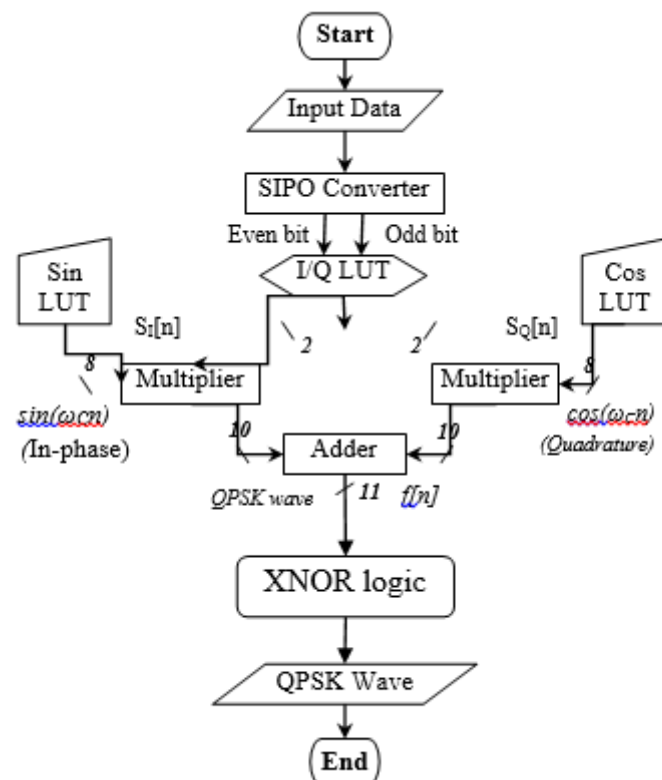 Start
Input Data
SIPO Converter
Even bit
Odd bit
I/Q LUT
Sin
LUT
Cos
LUT
S_I[n]
2
2
S_Q[n]
8
Multiplier
Multiplier
8
sin(ωcn)
(In-phase)
cos(ωcn)
(Quadrature)
10
10
Adder
QPSK wave
11
f[n]
XNOR logic
QPSK Wave
End